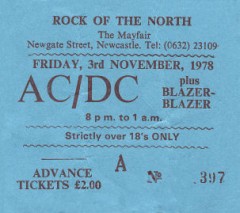 ROCK OF THE NORTH
The Mayfair
Newgate Street, Newcastle. Tel: (0632) 23109
FRIDAY, 3rd NOVEMBER, 1978
AC/DC plus BLAZER-BLAZER
8 p.m. to 1 a.m.
Strictly over 18's ONLY
A
ADVANCE
TICKETS £2.00
No 397